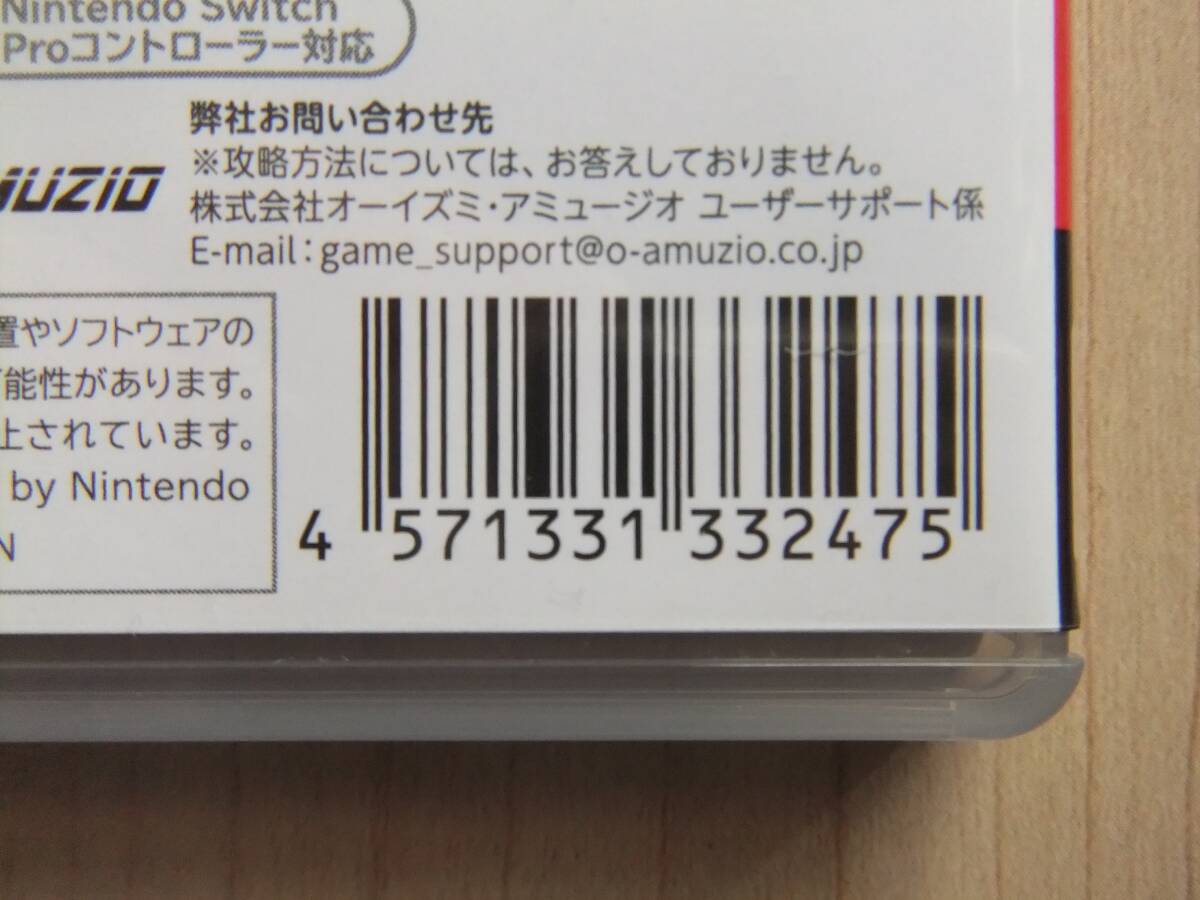 Nintendo Switch
Proコントローラー対応
弊社お問い合わせ先
※攻略方法については、お答えしておりません。
株式会社オーイズミ・アミュージオ ユーザーサポート係
E-mail：game_support@o-amuzio.co.jp
置やソフトウェアの
能性があります。
上されています。
by Nintendo
4 571331 332475